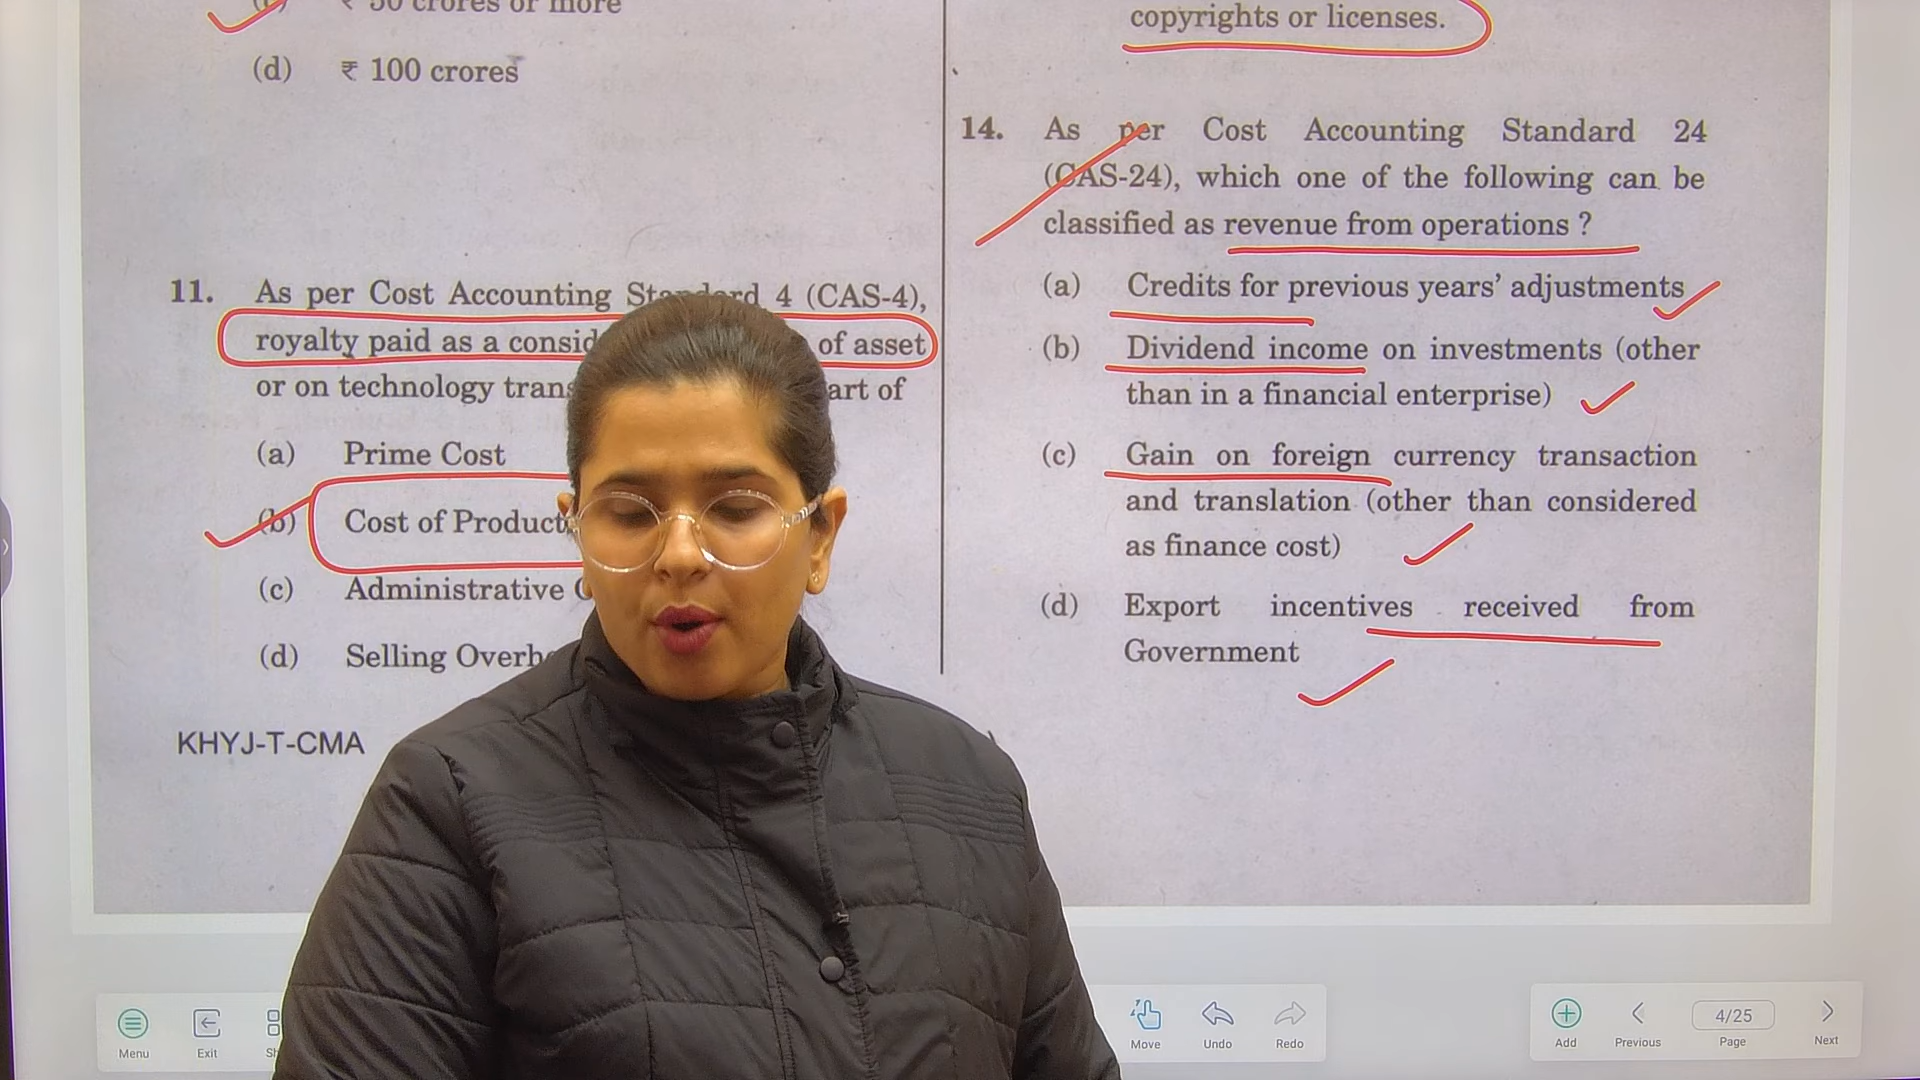 ₹ 50 crores or more
(d) ₹ 100 crores
11. As per Cost Accounting Standard 4 (CAS-4),
royalty paid as a consid of asset
or on technology trans art of
(a) Prime Cost
(b) Cost of Product
(c) Administrative
(d) Selling Overh
KHYJ-T-CMA
copyrights or licenses.
14. As per Cost Accounting Standard 24
(CAS-24), which one of the following can be
classified as revenue from operations ?
(a) Credits for previous years' adjustments
(b) Dividend income on investments (other
than in a financial enterprise)
(c) Gain on foreign currency transaction
and translation (other than considered
as finance cost)
(d) Export incentives received from
Government
Menu Exit Sh Move Undo Redo Add Previous 4/25 Page Next